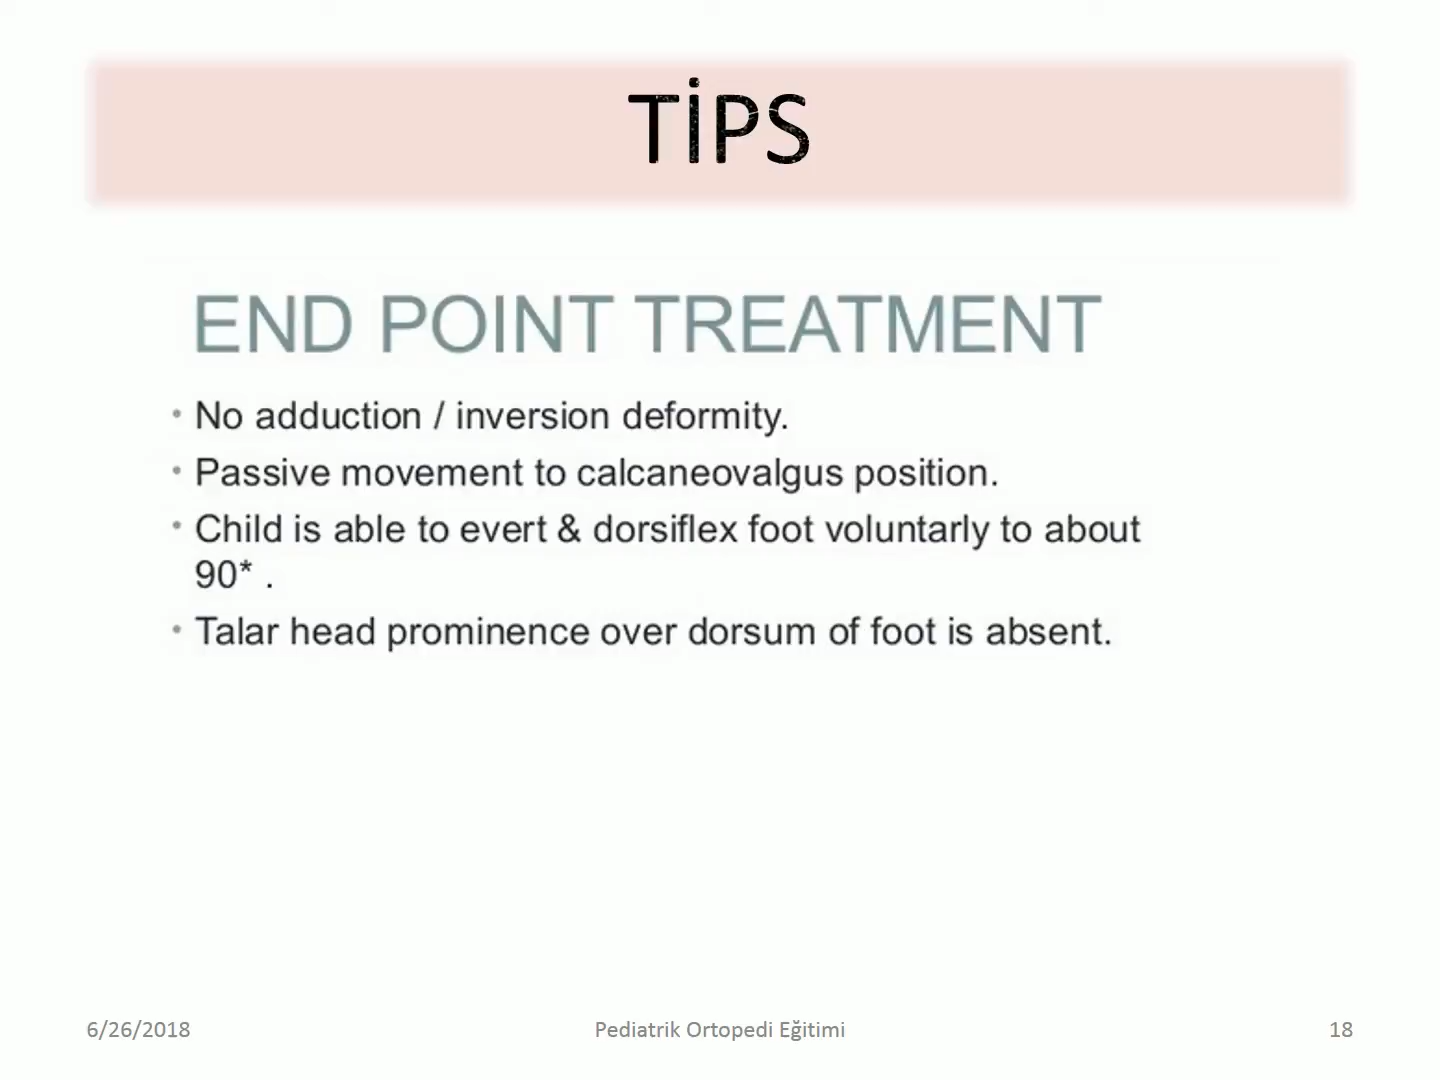 TİPS
END POINT TREATMENT
• No adduction / inversion deformity.
• Passive movement to calcaneovalgus position.
• Child is able to evert & dorsiflex foot voluntarly to about
90* .
• Talar head prominence over dorsum of foot is absent.
6/26/2018
Pediatrik Ortopedi Eğitimi
18